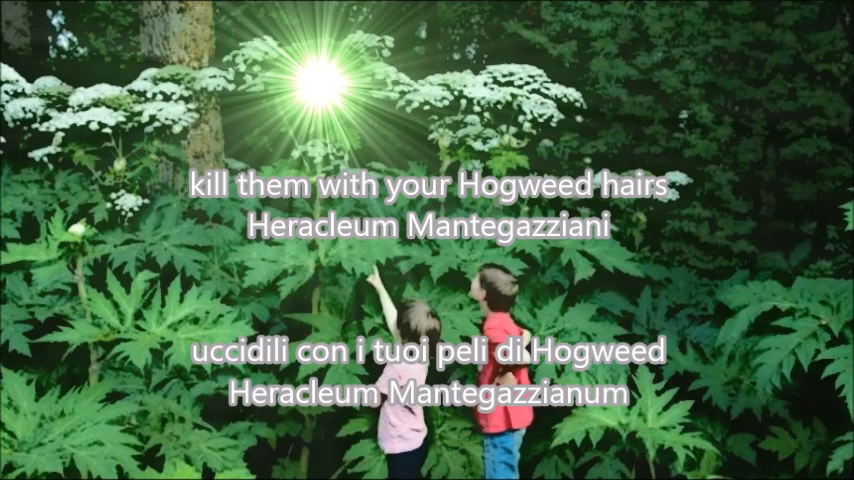 kill them with your Hogweed hairs
Heracleum Mantegazziani
uccidili con i tuoi peli di Hogweed
Heracleum Mantegazzianum